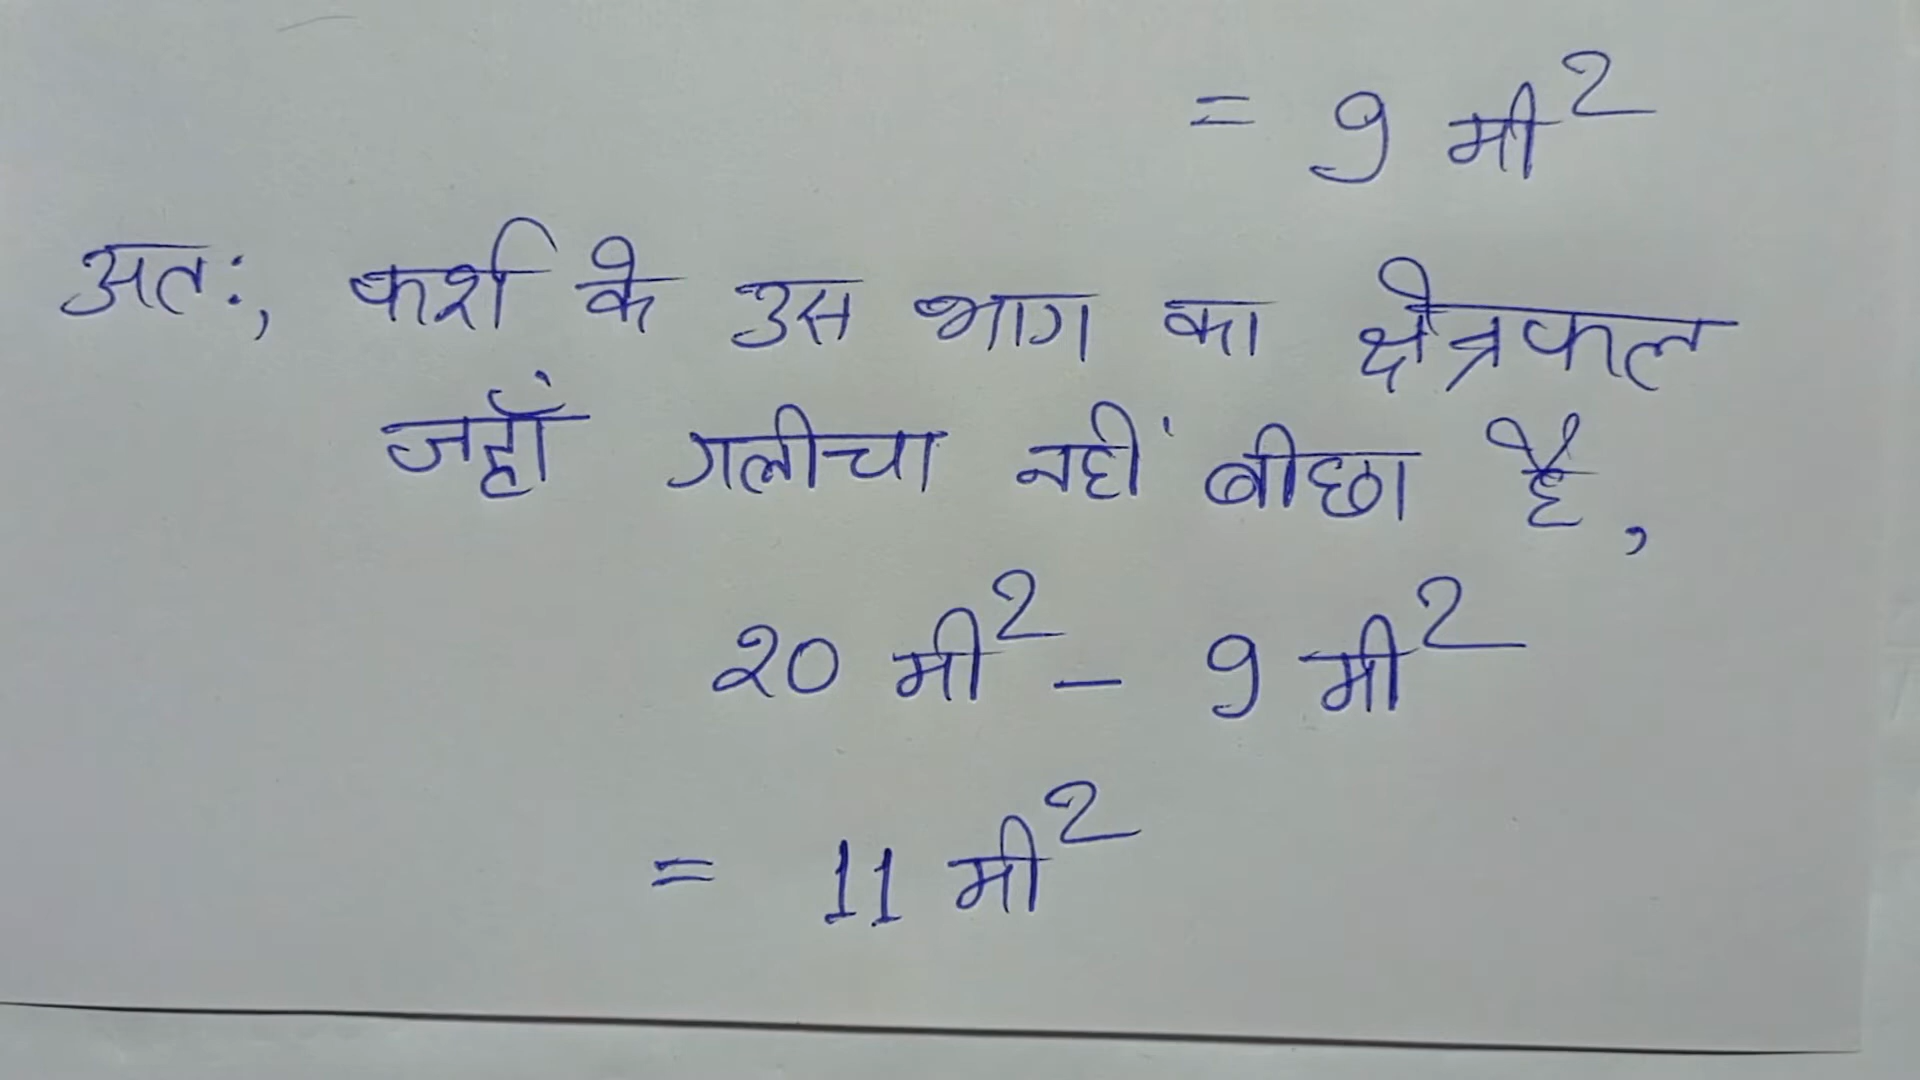 = 9 मी²
अतः, फर्श के उस भाग का क्षेत्रफल
जहाँ गलीचा नहीं बीछा है,
20 मी² - 9 मी²
= 11 मी²